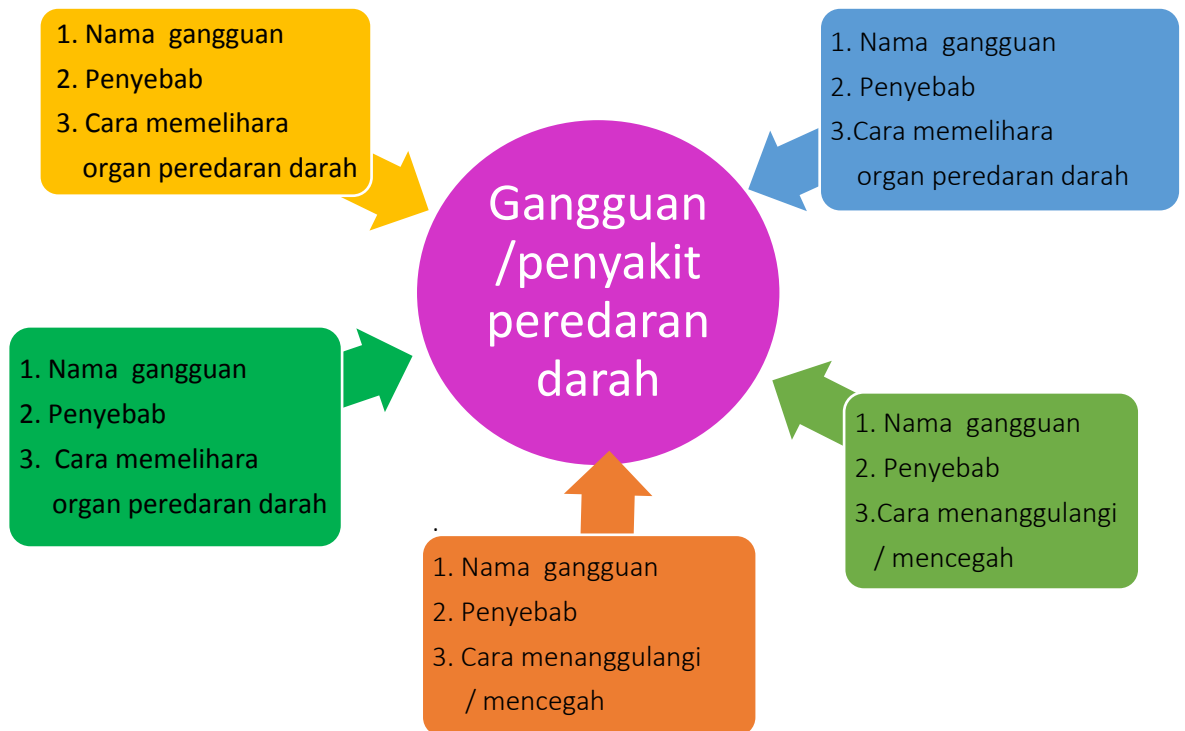 1. Nama gangguan
2. Penyebab
3. Cara memelihara
organ peredaran darah
1. Nama gangguan
2. Penyebab
3.Cara memelihara
organ peredaran darah
Gangguan
/penyakit
peredaran
darah
1. Nama gangguan
2. Penyebab
3. Cara memelihara
organ peredaran darah
1. Nama gangguan
2. Penyebab
3.Cara menanggulangi
/ mencegah
.
1. Nama gangguan
2. Penyebab
3. Cara menanggulangi
/ mencegah